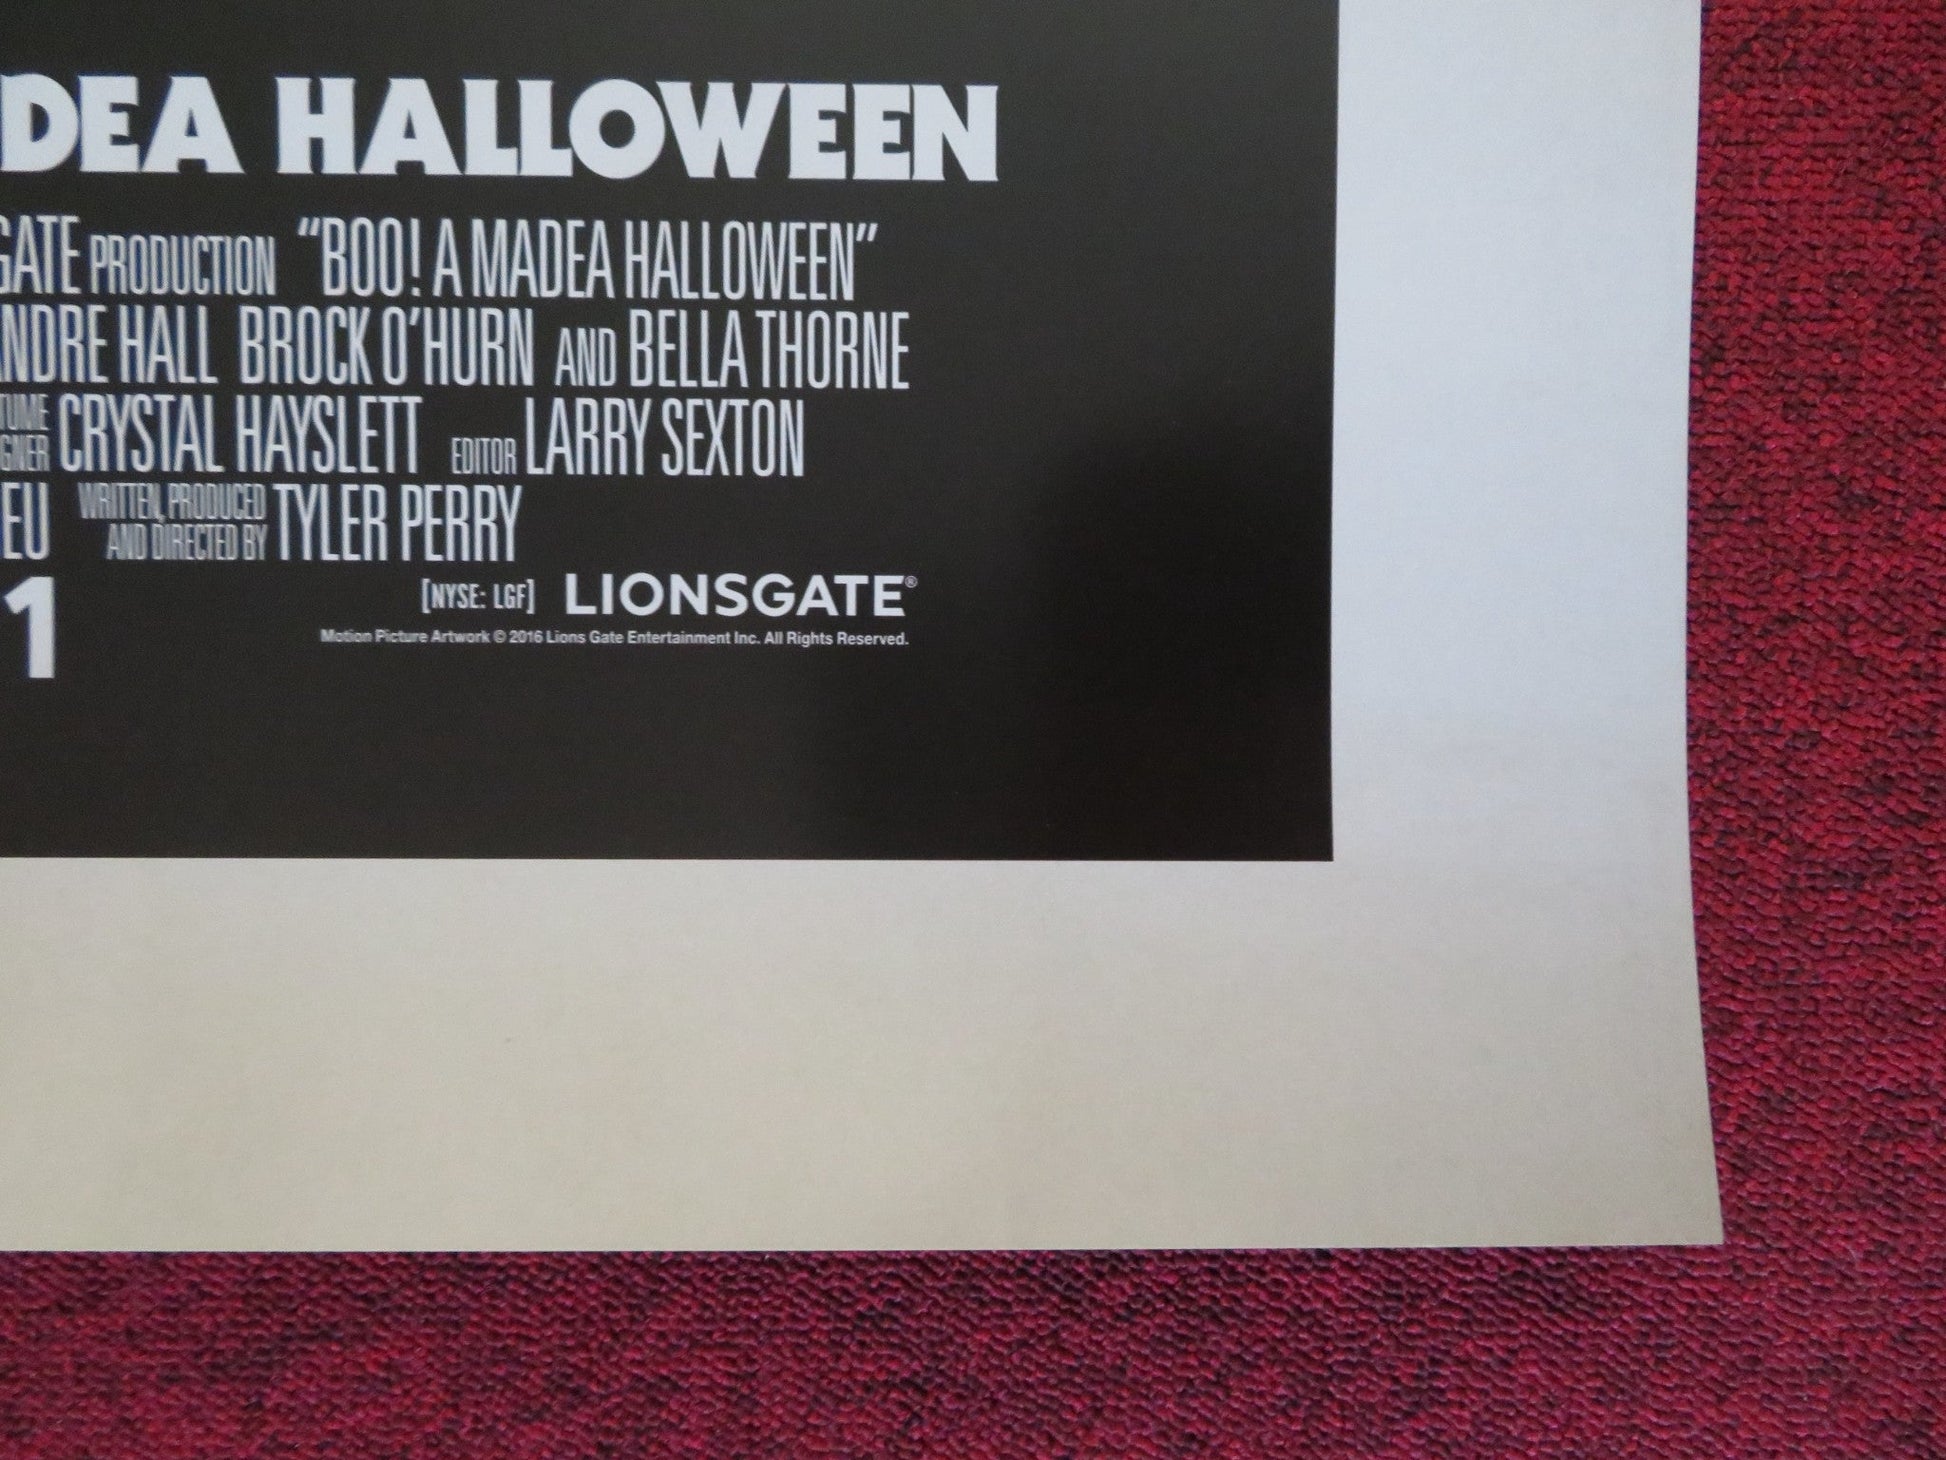 DEA HALLOWEEN
GATE PRODUCTION "BOO! A MADEA HALLOWEEN"
NDRE HALL BROCK O'HURN AND BELLA THORNE
TUME
GNER CRYSTAL HAYSLETT EDITOR LARRY SEXTON
EU WRITTEN, PRODUCED
AND DIRECTED BY TYLER PERRY
1 [NYSE: LGF] LIONSGATE®
Motion Picture Artwork © 2016 Lions Gate Entertainment Inc. All Rights Reserved.